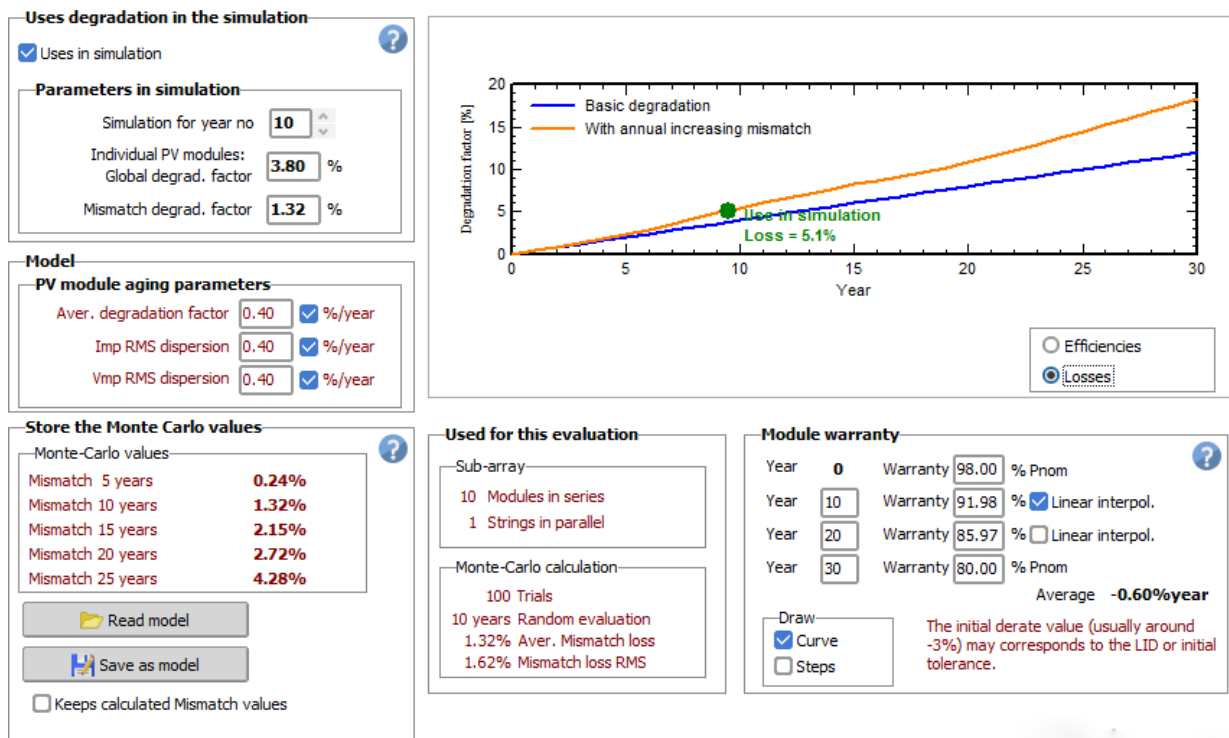 Uses degradation in the simulation
?
Uses in simulation
Parameters in simulation
Simulation for year no 10
Individual PV modules:
Global degrad. factor 3.80 %
Mismatch degrad. factor 1.32 %
Model
PV module aging parameters
Aver. degradation factor 0.40 %/year
Imp RMS dispersion 0.40 %/year
Vmp RMS dispersion 0.40 %/year
Store the Monte Carlo values
?
Monte-Carlo values
Mismatch 5 years 0.24%
Mismatch 10 years 1.32%
Mismatch 15 years 2.15%
Mismatch 20 years 2.72%
Mismatch 25 years 4.28%
Read model
Save as model
Keeps calculated Mismatch values
Degradation factor [%]
20
15
10
5
0
Basic degradation
With annual increasing mismatch
Use in simulation
Loss = 5.1%
0 5 10 15 20 25 30
Year
Efficiencies
Losses
Used for this evaluation
Sub-array
10 Modules in series
1 Strings in parallel
Monte-Carlo calculation
100 Trials
10 years Random evaluation
1.32% Aver. Mismatch loss
1.62% Mismatch loss RMS
Module warranty
?
Year 0 Warranty 98.00 % Pnom
Year 10 Warranty 91.98 % Linear interpol.
Year 20 Warranty 85.97 % Linear interpol.
Year 30 Warranty 80.00 % Pnom
Average -0.60%year
Draw
Curve
Steps
The initial derate value (usually around
-3%) may corresponds to the LID or initial
tolerance.